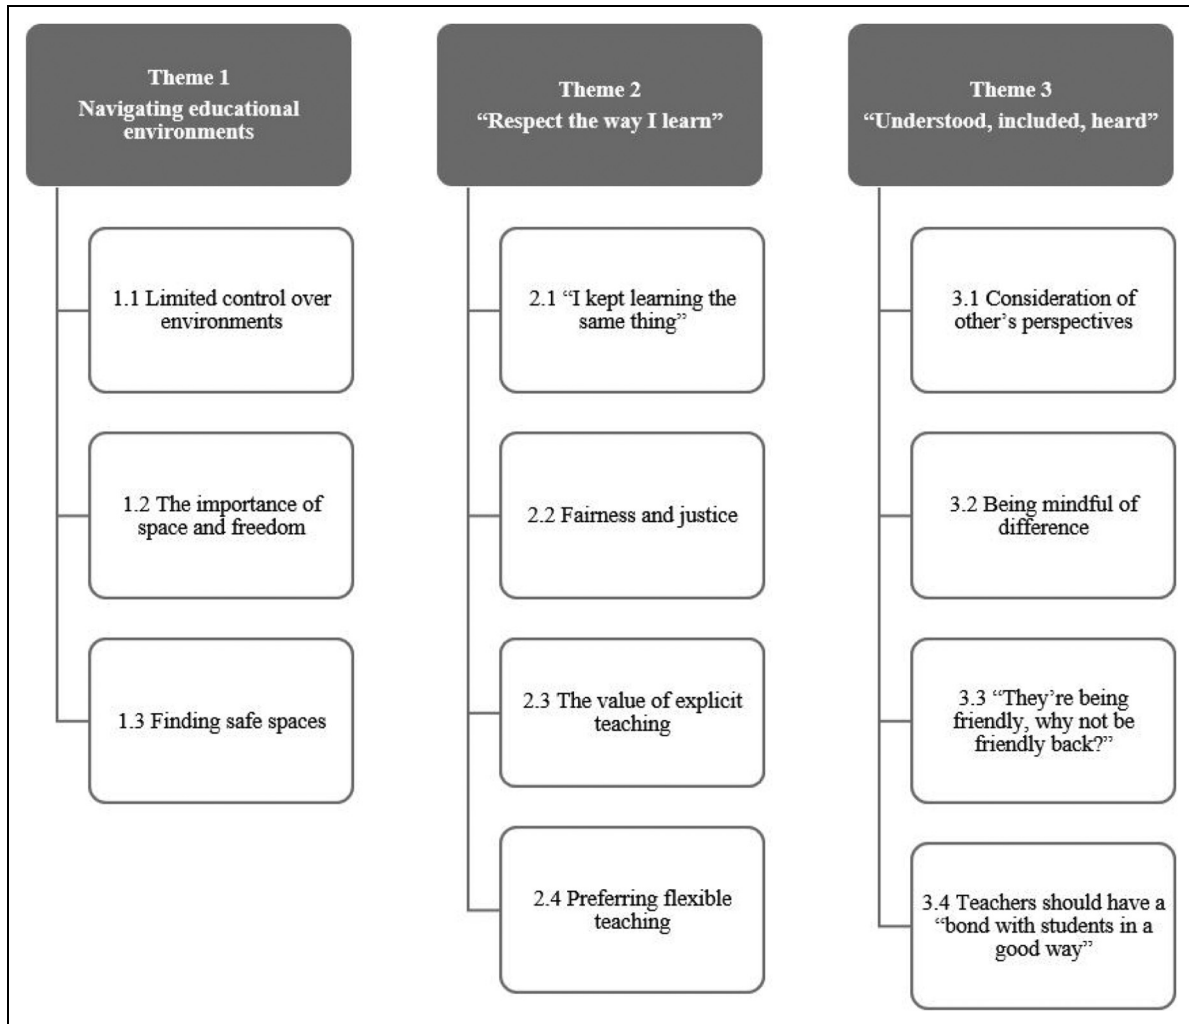 Theme 1
Navigating educational
environments
1.1 Limited control over
environments
1.2 The importance of
space and freedom
1.3 Finding safe spaces
Theme 2
“Respect the way I learn”
2.1 “I kept learning the
same thing”
2.2 Fairness and justice
2.3 The value of explicit
teaching
2.4 Preferring flexible
teaching
Theme 3
“Understood, included, heard”
3.1 Consideration of
other’s perspectives
3.2 Being mindful of
difference
3.3 “They’re being
friendly, why not be
friendly back?”
3.4 Teachers should have a
“bond with students in a
good way”